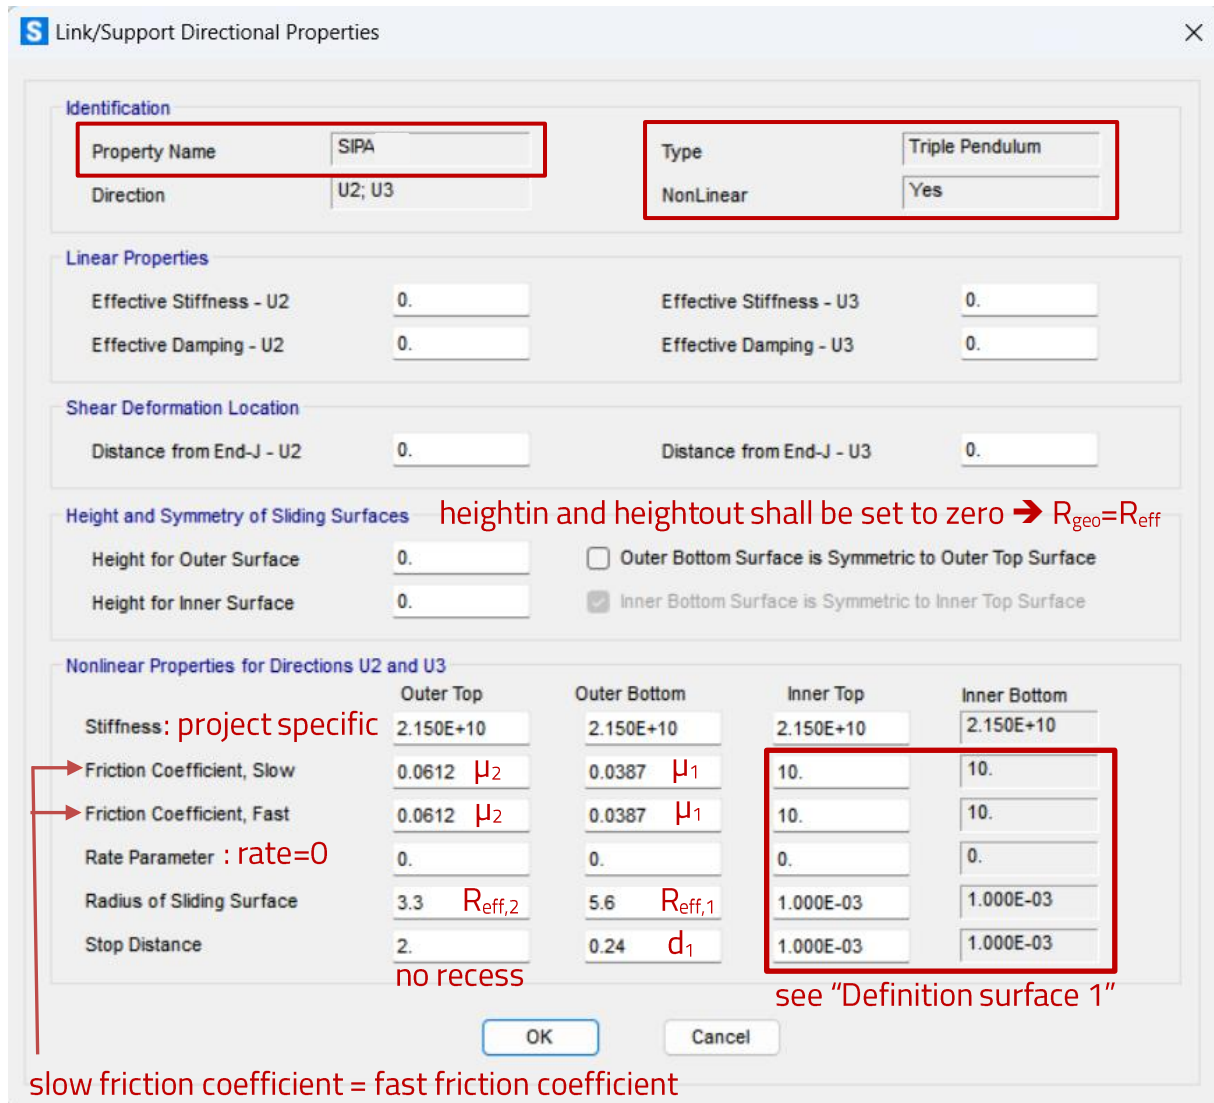 S Link/Support Directional Properties
Identification
Property Name SIPA Type Triple Pendulum
Direction U2; U3 NonLinear Yes
Linear Properties
Effective Stiffness - U2 0. Effective Stiffness - U3 0.
Effective Damping - U2 0. Effective Damping - U3 0.
Shear Deformation Location
Distance from End-J - U2 0. Distance from End-J - U3 0.
Height and Symmetry of Sliding Surfaces heightin and heightout shall be set to zero ➔ Rgeo=Reff
Height for Outer Surface 0. Outer Bottom Surface is Symmetric to Outer Top Surface
Height for Inner Surface 0. Inner Bottom Surface is Symmetric to Inner Top Surface
Nonlinear Properties for Directions U2 and U3
Outer Top Outer Bottom Inner Top Inner Bottom
Stiffness: project specific 2.150E+10 2.150E+10 2.150E+10 2.150E+10
Friction Coefficient, Slow 0.0612 μ2 0.0387 μ1 10. 10.
Friction Coefficient, Fast 0.0612 μ2 0.0387 μ1 10. 10.
Rate Parameter : rate=0 0. 0. 0. 0.
Radius of Sliding Surface 3.3 Reff,2 5.6 Reff,1 1.000E-03 1.000E-03
Stop Distance 2. 0.24 d1 1.000E-03 1.000E-03
no recess
see “Definition surface 1”
OK Cancel
slow friction coefficient = fast friction coefficient